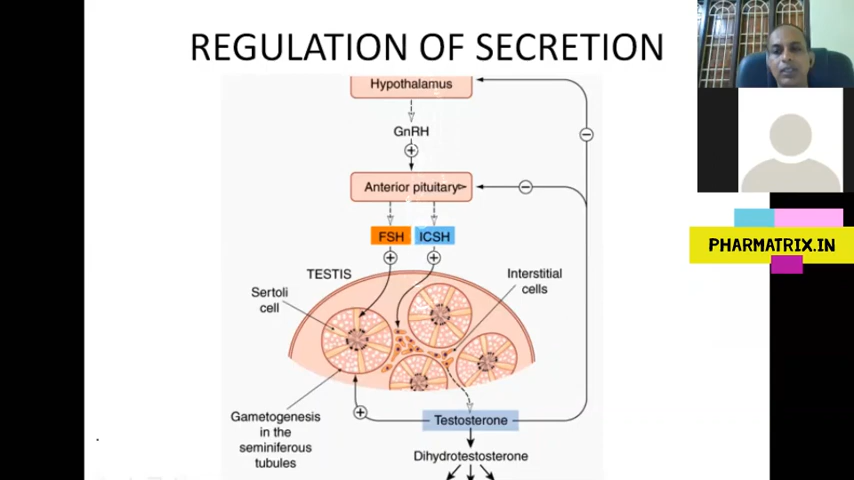 REGULATION OF SECRETION
Hypothalamus
GnRH
+
−
Anterior pituitary
−
FSH ICSH
+ +
TESTIS
Sertoli
cell
Interstitial
cells
Gametogenesis
in the
seminiferous
tubules
+
Testosterone
Dihydrotestosterone
PHARMATRIX.IN